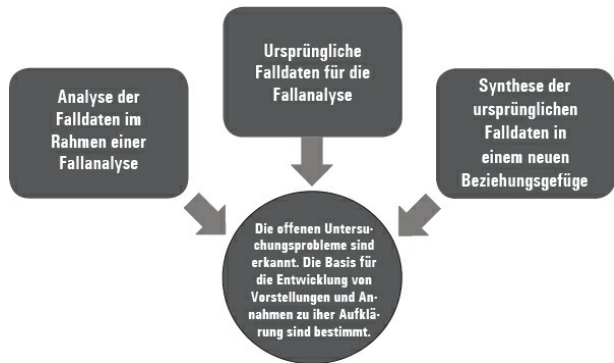 Analyse der
Falldaten im
Rahmen einer
Fallanalyse
Ursprüngliche
Falldaten für die
Fallanalyse
Synthese der
ursprünglichen
Falldaten in
einem neuen
Beziehungsgefüge
Die offenen Untersu-
chungsprobleme sind
erkannt. Die Basis für
die Entwicklung von
Vorstellungen und An-
nahmen zu iher Aufklä-
rung sind bestimmt.